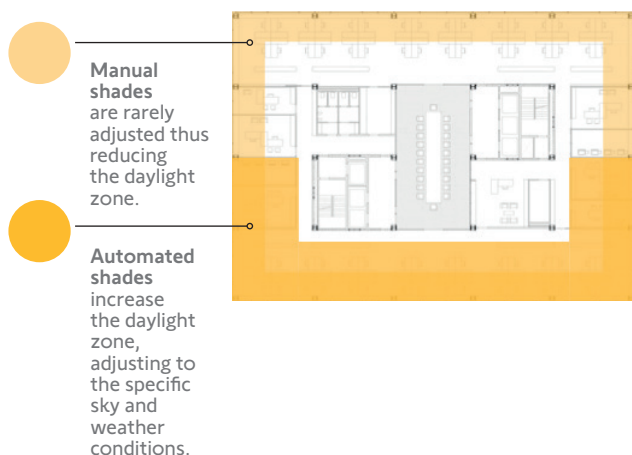 Manual
shades
are rarely
adjusted thus
reducing
the daylight
zone.
Automated
shades
increase
the daylight
zone,
adjusting to
the specific
sky and
weather
conditions.